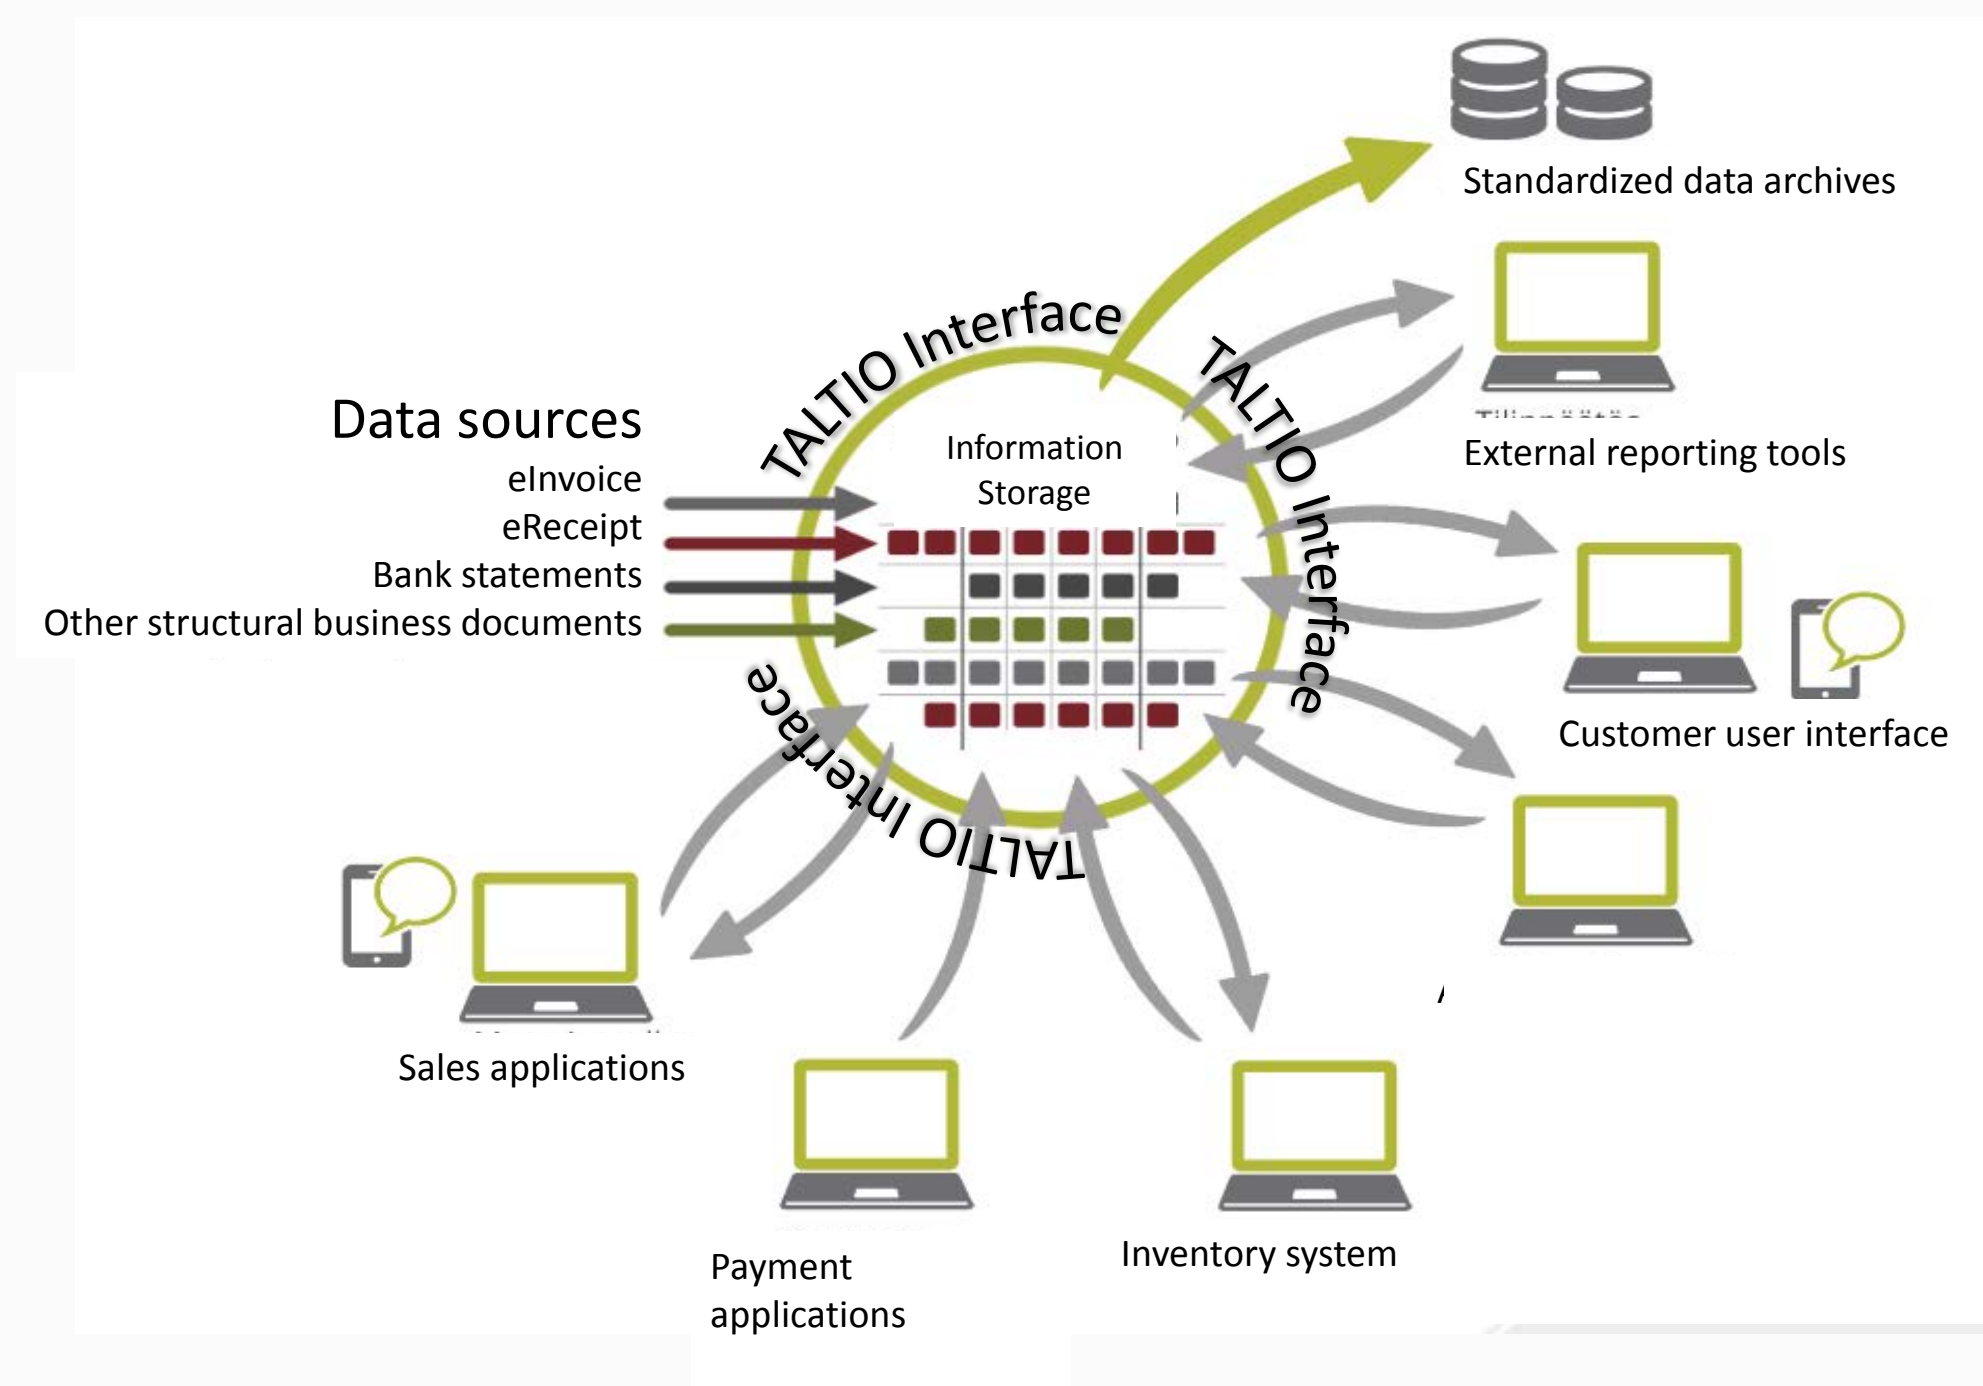 Standardized data archives
TALTIO Interface
TALTIO Interface
External reporting tools
Data sources
eInvoice
eReceipt
Bank statements
Other structural business documents
Information
Storage
Customer user interface
TALTIO Interface
Sales applications
Payment
applications
Inventory system